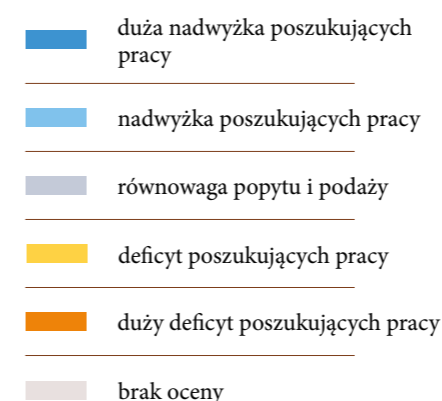 duża nadwyżka poszukujących
pracy
nadwyżka poszukujących pracy
równowaga popytu i podaży
deficyt poszukujących pracy
duży deficyt poszukujących pracy
brak oceny